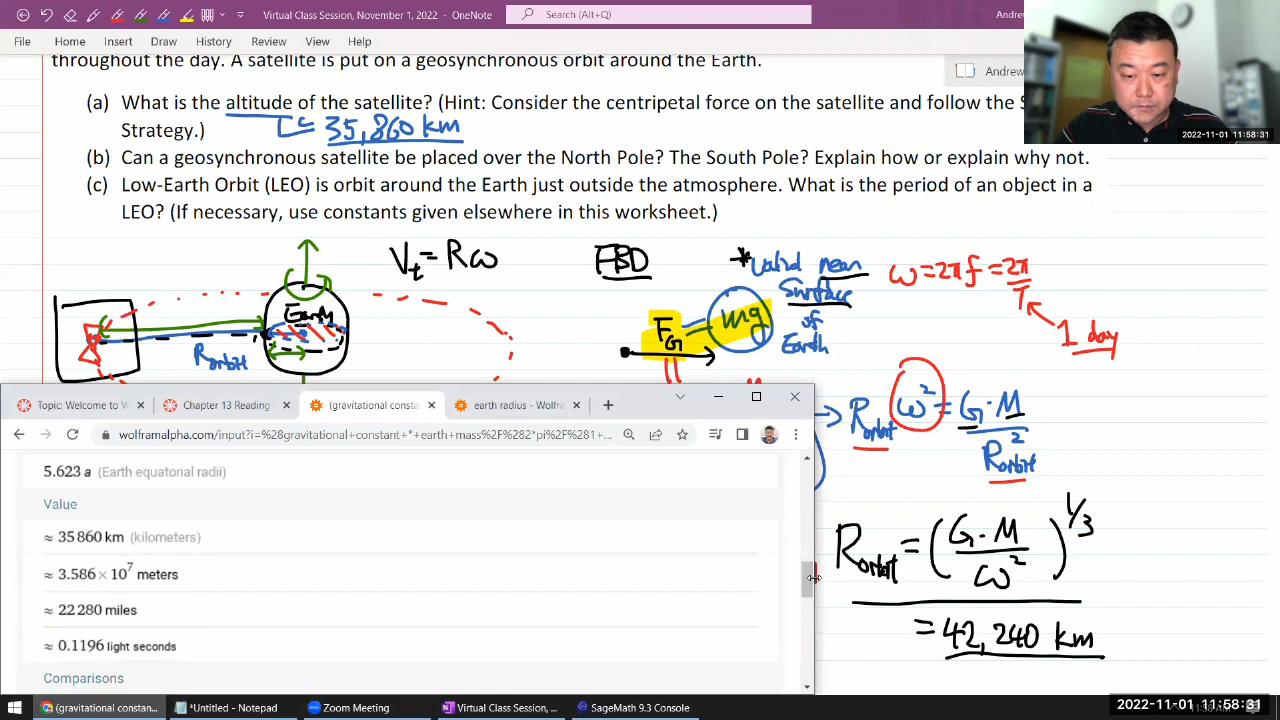 Virtual Class Session, November 1, 2022 - OneNote
Search (Alt+Q)
Andrew
File Home Insert Draw History Review View Help
Andrew
throughout the day. A satellite is put on a geosynchronous orbit around the Earth.
(a) What is the altitude of the satellite? (Hint: Consider the centripetal force on the satellite and follow the S
Strategy.)
35,860 km
(b) Can a geosynchronous satellite be placed over the North Pole? The South Pole? Explain how or explain why not.
(c) Low-Earth Orbit (LEO) is orbit around the Earth just outside the atmosphere. What is the period of an object in a
LEO? (If necessary, use constants given elsewhere in this worksheet.)
2022-11-01 11:58:31
Vt = Rω
FBD
*Valid near
Surface
of
Earth
ω = 2πf = 2π/T
1 day
Earth
Rorbit
FG = mg
→ Rorbit ω² = G·M/Rorbit²
Rorbit = (G·M/ω²)^1/3
= 42,240 km
Topic: Welcome to W
Chapter 10 Reading
(gravitational consta
earth radius - Wolfra
wolframalpha.com/input?i=%28gravitational+constant+*+earth+mass%2F%282*pi%2F%281+...
5.623 a (Earth equatorial radii)
Value
≈ 35 860 km (kilometers)
≈ 3.586 × 10⁷ meters
≈ 22 280 miles
≈ 0.1196 light seconds
Comparisons
(gravitational consta
*Untitled - Notepad
Zoom Meeting
Virtual Class Session,...
SageMath 9.3 Console
2022-11-01 11:58:31